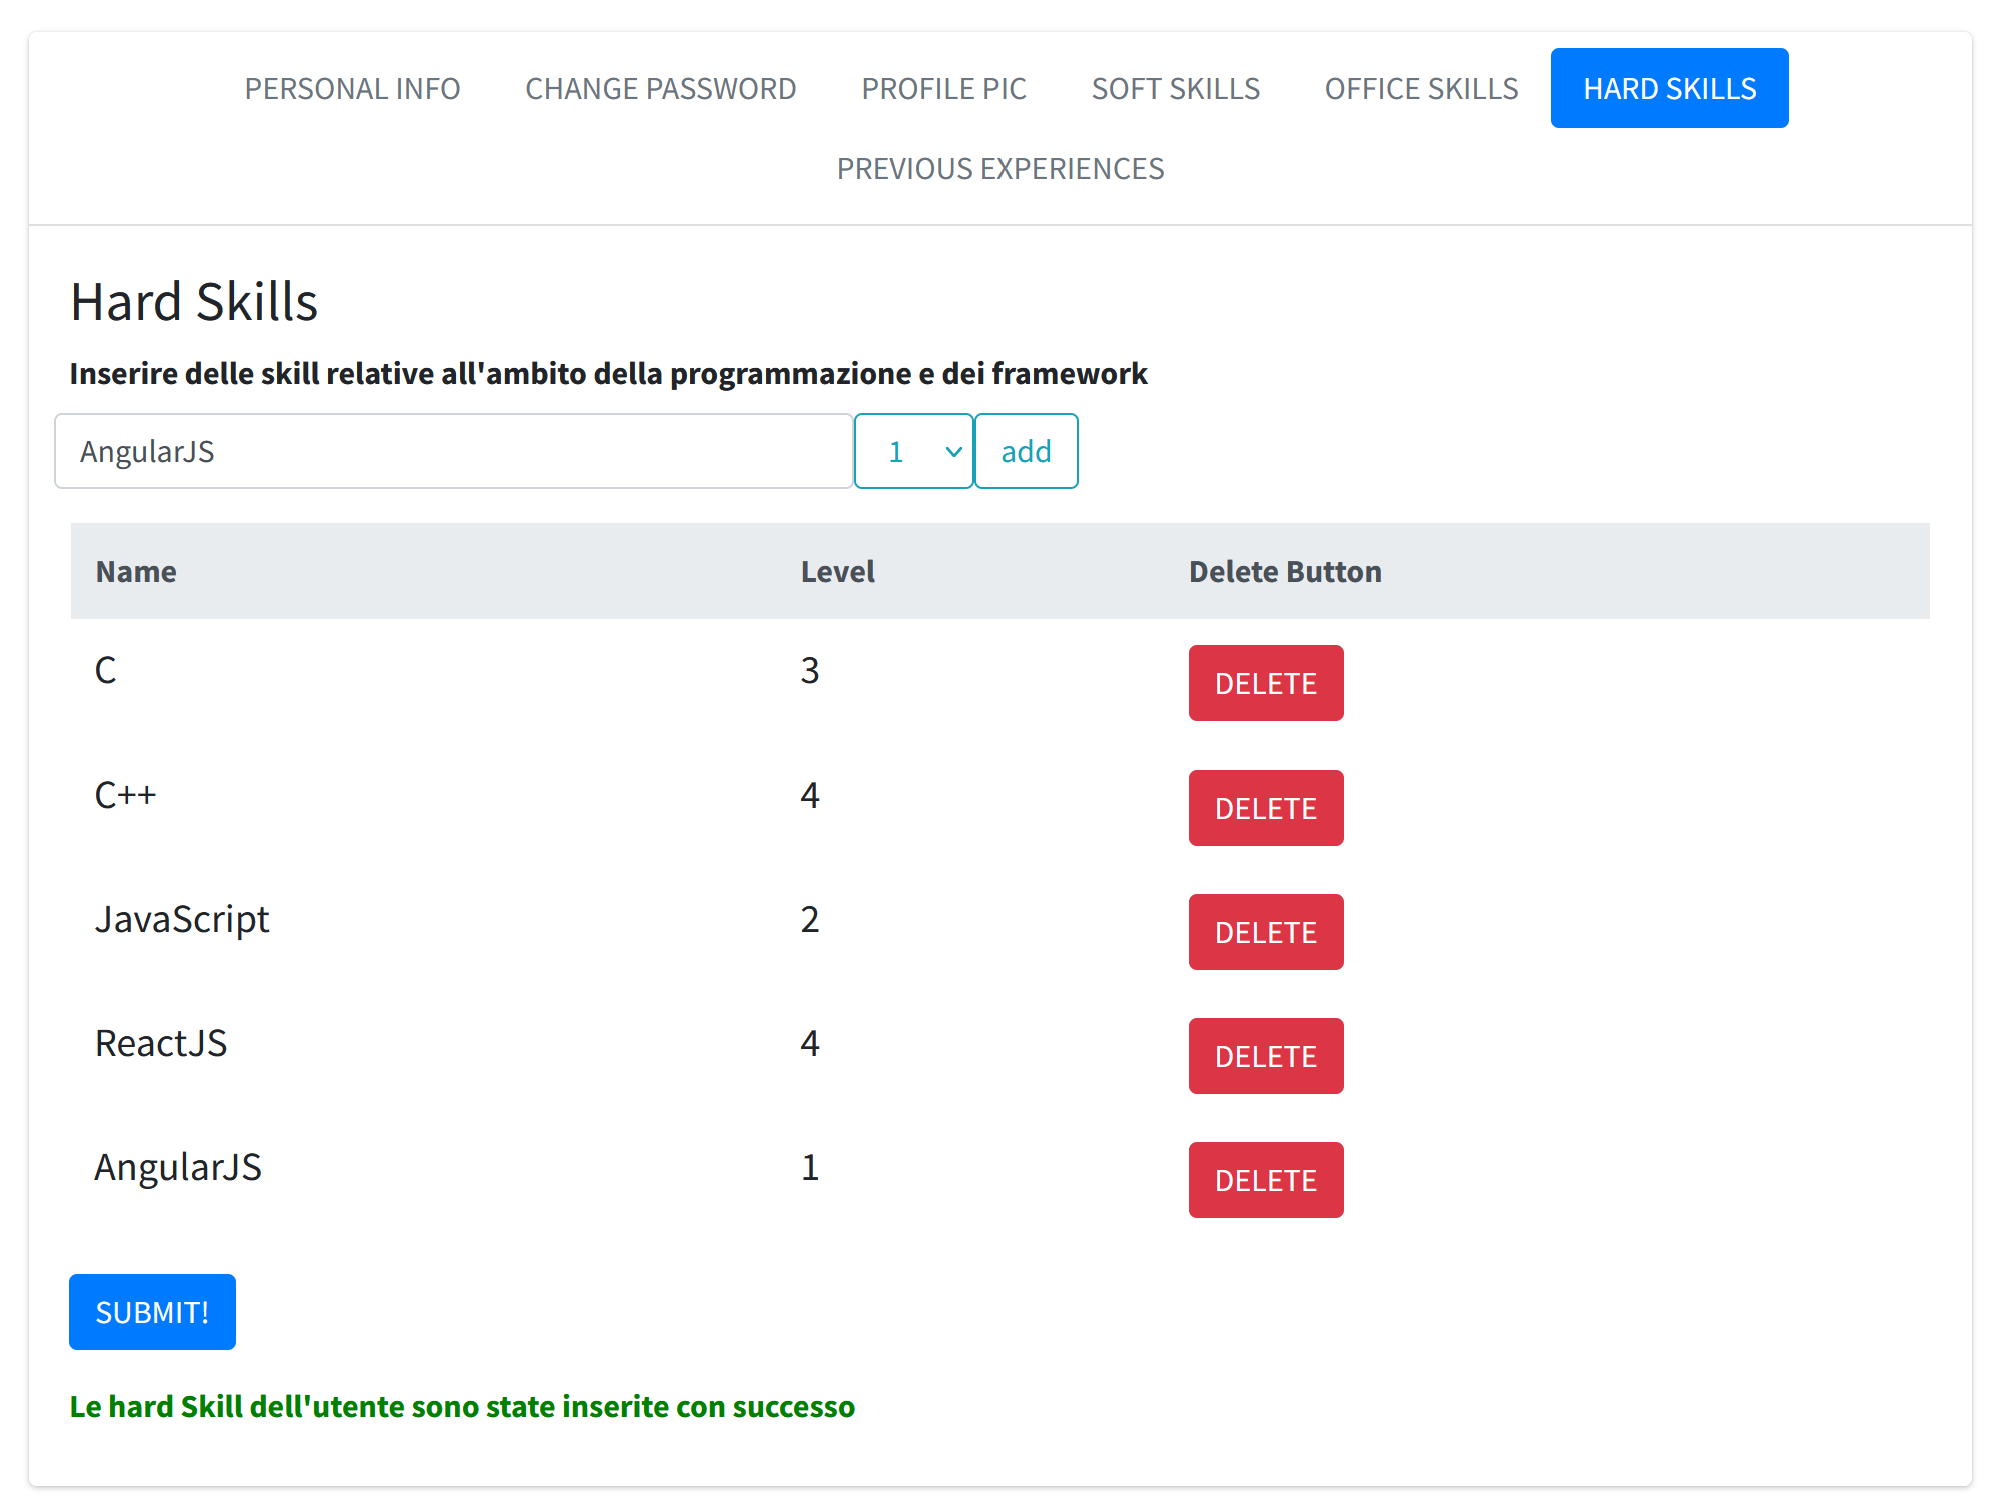 PERSONAL INFO CHANGE PASSWORD PROFILE PIC SOFT SKILLS OFFICE SKILLS HARD SKILLS
PREVIOUS EXPERIENCES
Hard Skills
Inserire delle skill relative all'ambito della programmazione e dei framework
AngularJS 1 add
Name Level Delete Button
C 3 DELETE
C++ 4 DELETE
JavaScript 2 DELETE
ReactJS 4 DELETE
AngularJS 1 DELETE
SUBMIT!
Le hard Skill dell'utente sono state inserite con successo